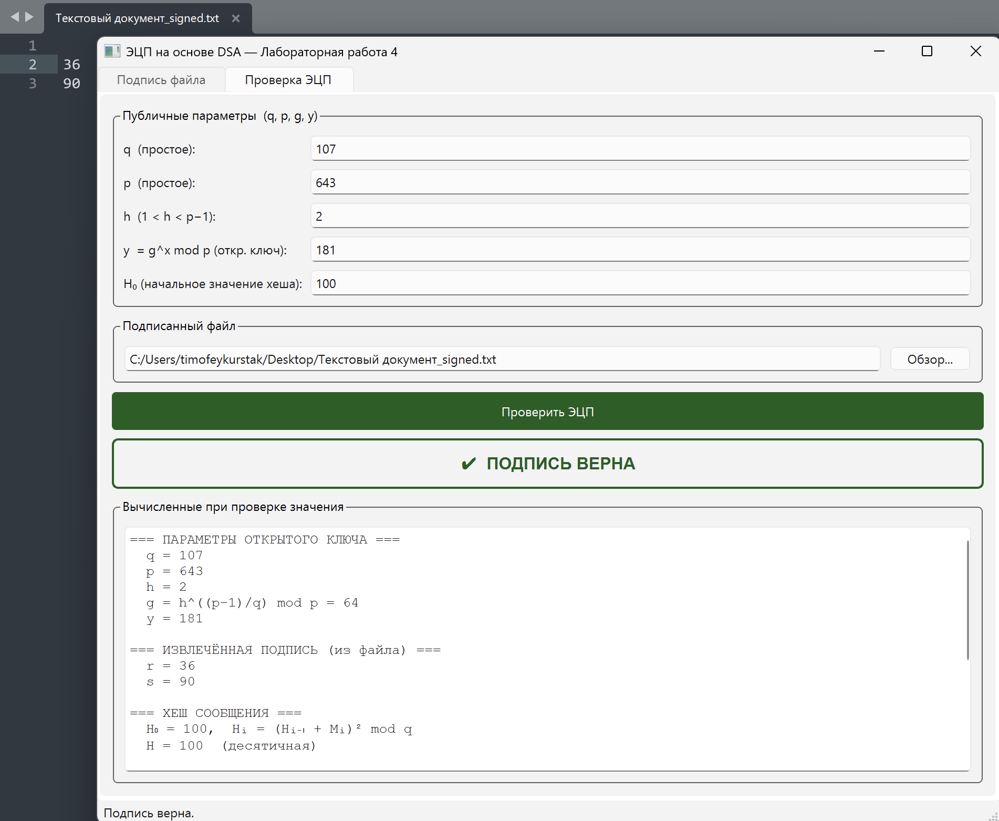 Текстовый документ_signed.txt
1
2 36
3 90
ЭЦП на основе DSA — Лабораторная работа 4
Подпись файла
Проверка ЭЦП
Публичные параметры (q, p, g, y)
q (простое): 107
p (простое): 643
h (1 < h < p−1): 2
y = g^x mod p (откр. ключ): 181
H₀ (начальное значение хеша): 100
Подписанный файл
C:/Users/timofeykurstak/Desktop/Текстовый документ_signed.txt
Обзор...
Проверить ЭЦП
✔ ПОДПИСЬ ВЕРНА
Вычисленные при проверке значения
=== ПАРАМЕТРЫ ОТКРЫТОГО КЛЮЧА ===
q = 107
p = 643
h = 2
g = h^((p−1)/q) mod p = 64
y = 181
=== ИЗВЛЕЧЁННАЯ ПОДПИСЬ (из файла) ===
r = 36
s = 90
=== ХЕШ СООБЩЕНИЯ ===
H₀ = 100, Hᵢ = (Hᵢ₋₁ + Mᵢ)² mod q
H = 100 (десятичная)
Подпись верна.